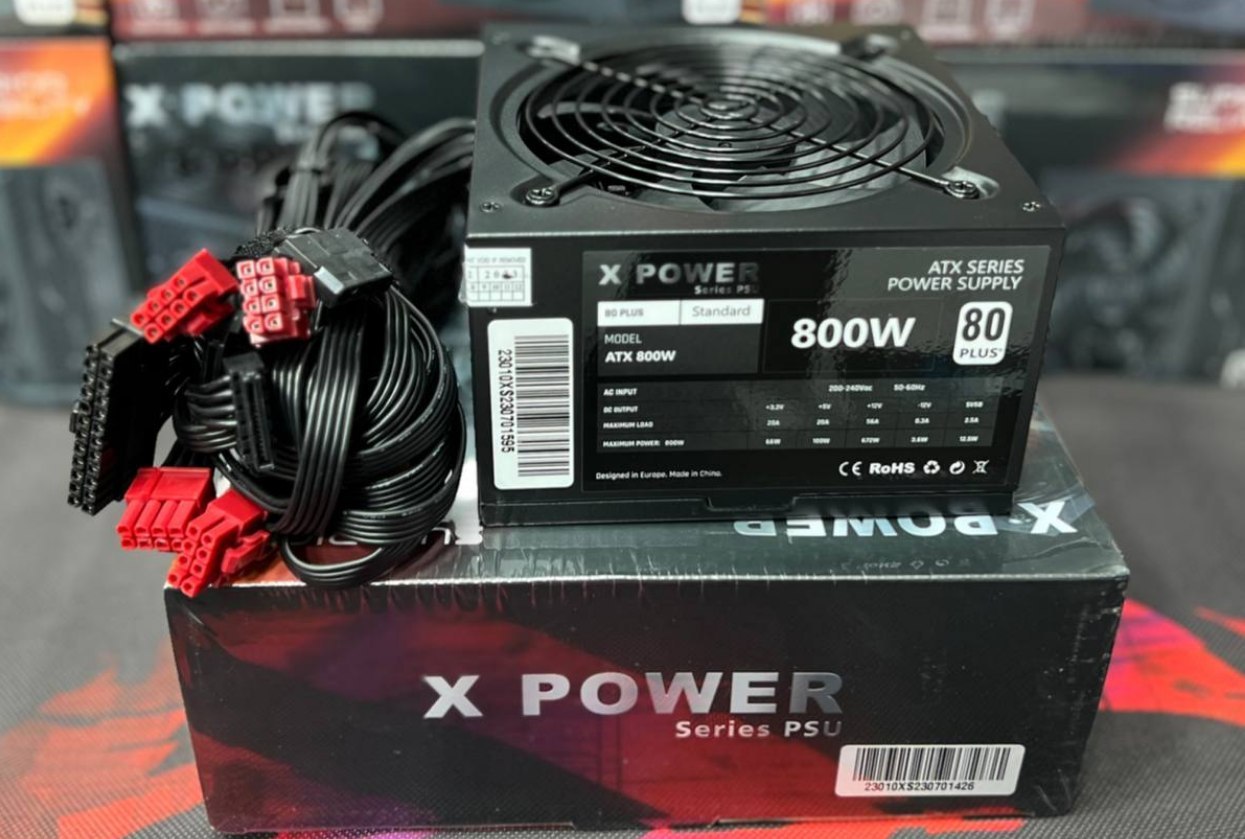 X POWER
X POWER
Series PSU
ATX SERIES
POWER SUPPLY
80 PLUS Standard
MODEL
ATX 800W
800W
80
PLUS
AC INPUT 200-240Vac 50-60Hz
DC OUTPUT +3.3V +5V +12V -12V 5VSB
MAXIMUM LOAD 20A 20A 56A 0.3A 2.5A
MAXIMUM POWER: 800W 100W 672W 3.6W 12.5W
Designed in Europe. Made in China.
CE RoHS
23010XS230701595
X POWER
X POWER
Series PSU
23010XS230701426